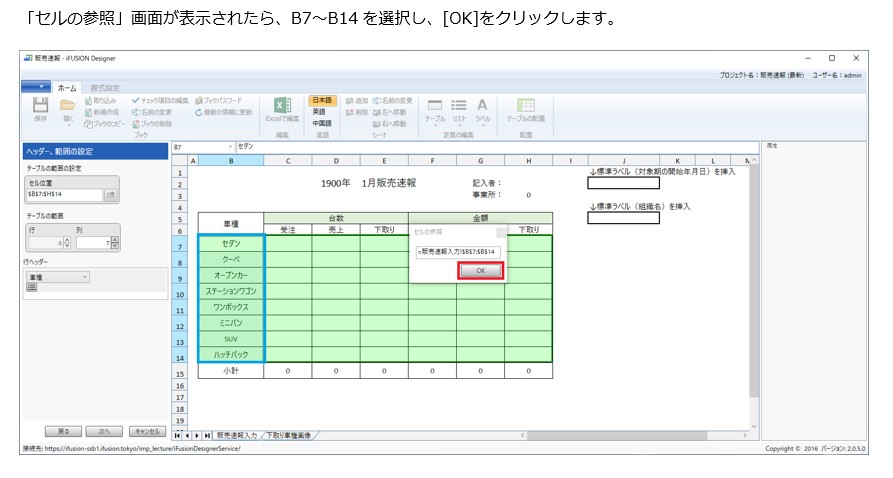 「セルの参照」画面が表示されたら、B7～B14 を選択し、[OK]をクリックします。
販売速報 - iFUSION Designer
プロジェクト名：販売速報 (最新) ユーザー名：admin
ホーム 書式設定
保存 開く 取り込み 新規作成 ブックのコピー チェック項目の編集 名前の変更 ブックの削除 ブックパスワード 最新の情報に更新
Excelで編集 日本語 英語 中国語 追加 名前の変更 削除 左へ移動 右へ移動
テーブル リスト ラベル テーブルの配置
ブック 編集 言語 シート 定義の編集 配置
ヘッダー、範囲の設定
テーブルの範囲の設定
セル位置
$B$7:$H$14
テーブルの範囲
行 列
8 7
行ヘッダー
車種
戻る 次へ キャンセル
B7 セダン
A B C D E F G H I J K L M
1 ↓標準ラベル（対象期の開始年月日）を挿入
2 1900年 1月販売速報 記入者：
3 事業所： 0
4 ↓標準ラベル（組織名）を挿入
5 車種 台数 金額
6 受注 売上 下取り 下取り
7 セダン
8 クーペ
9 オープンカー
10 ステーションワゴン
11 ワンボックス
12 ミニバン
13 SUV
14 ハッチバック
15 小計 0 0 0 0 0 0
16
17
18
19
セルの参照
=販売速報入力!$B$7:$B$14
OK
販売速報入力 下取り車種画像
属性
接続先: https://ifusion-ssb1.ifusion.tokyo/imp_lecture/iFusionDesignerService/
Copyright © 2016 バージョン: 2.0.5.0